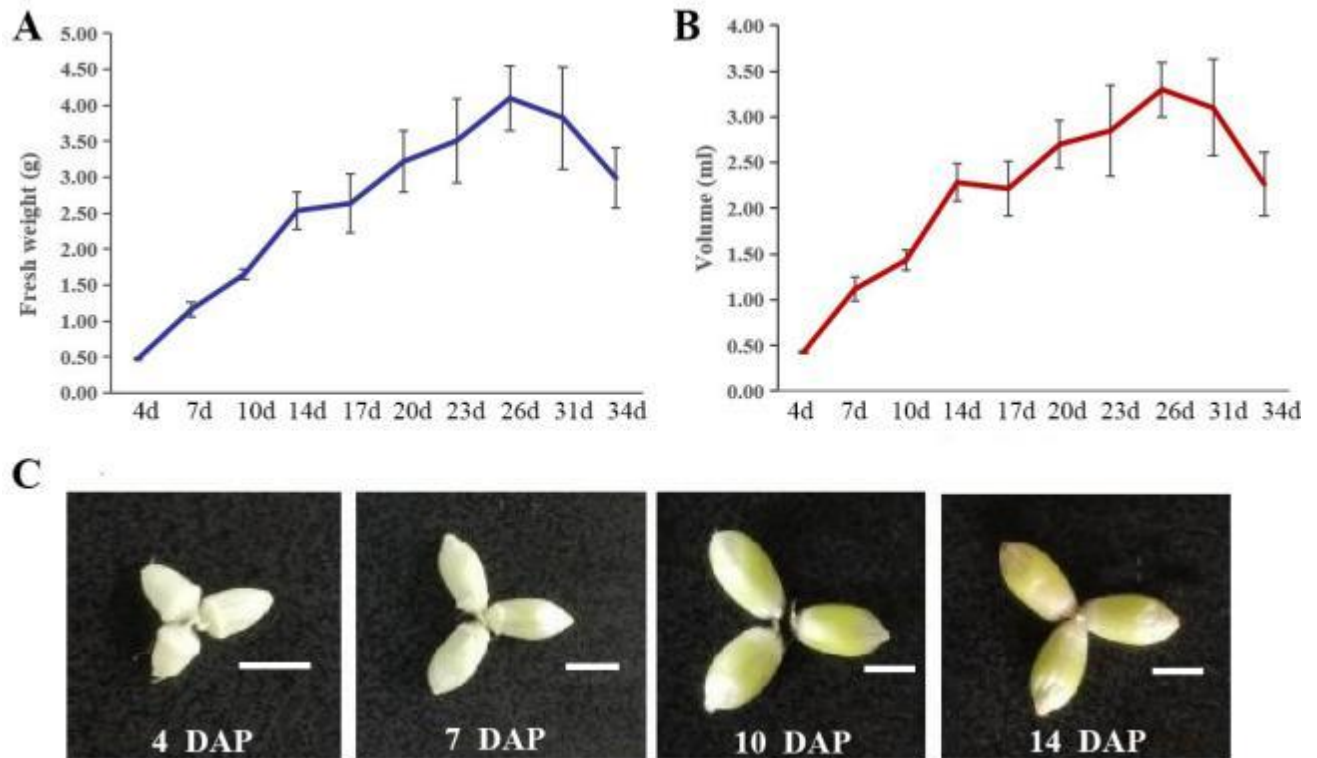 A
Fresh weight (g)
5.00
4.50
4.00
3.50
3.00
2.50
2.00
1.50
1.00
0.50
0.00
4d 7d 10d 14d 17d 20d 23d 26d 31d 34d
B
Volume (ml)
4.00
3.50
3.00
2.50
2.00
1.50
1.00
0.50
0.00
4d 7d 10d 14d 17d 20d 23d 26d 31d 34d
C
4 DAP
7 DAP
10 DAP
14 DAP